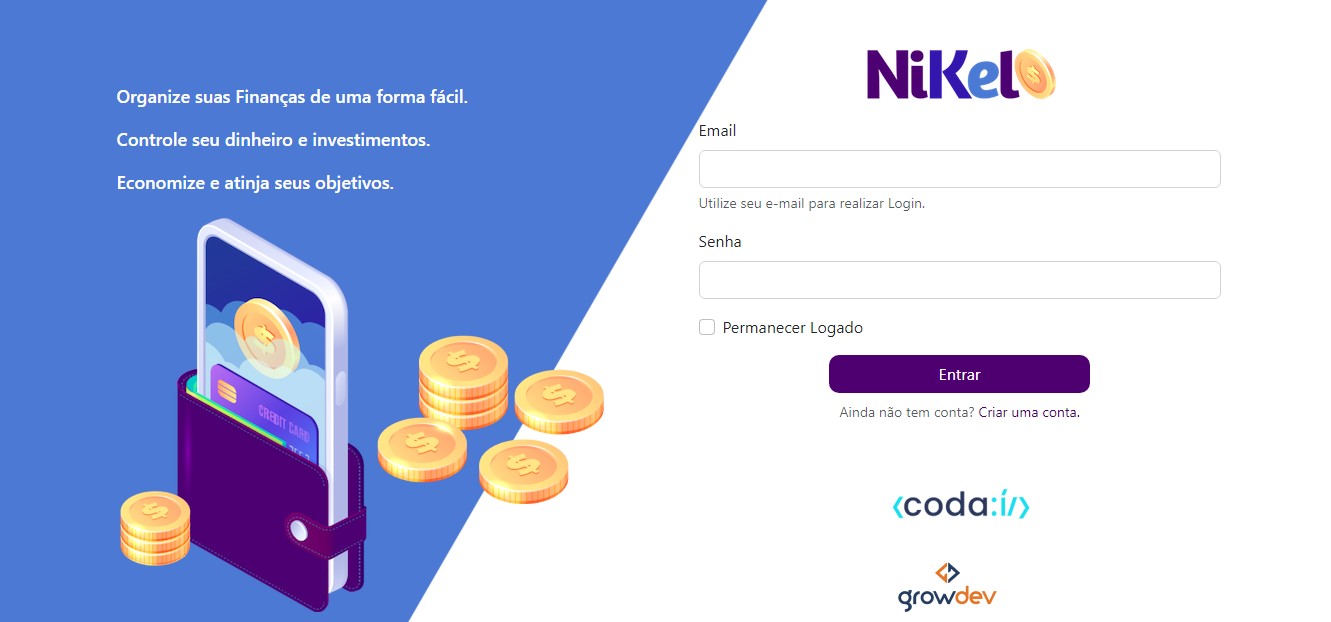 Organize suas Finanças de uma forma fácil.
Controle seu dinheiro e investimentos.
Economize e atinja seus objetivos.
CREDIT CARD
NiKel
Email
Utilize seu e-mail para realizar Login.
Senha
Permanecer Logado
Entrar
Ainda não tem conta? Criar uma conta.
<coda:í/>
growdev